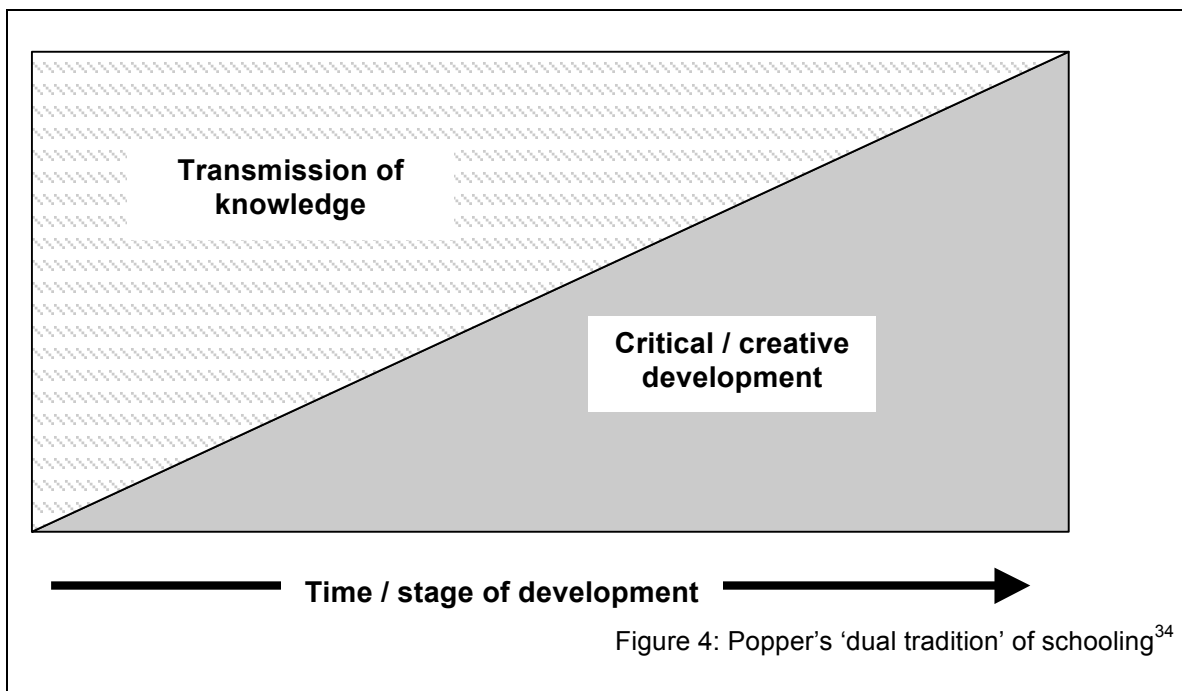 Transmission of
knowledge
Critical / creative
development
Time / stage of development
Figure 4: Popper’s ‘dual tradition’ of schooling³⁴